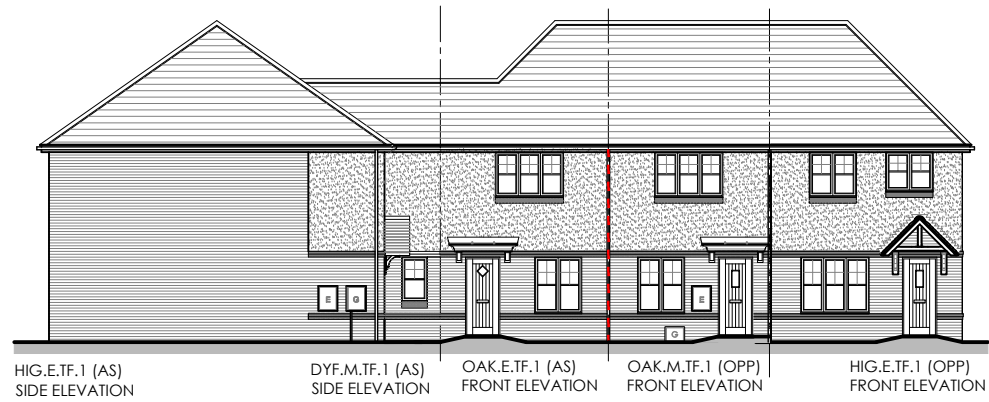 E
G
E
G
HIG.E.TF.1 (AS)
SIDE ELEVATION
DYF.M.TF.1 (AS)
SIDE ELEVATION
OAK.E.TF.1 (AS)
FRONT ELEVATION
OAK.M.TF.1 (OPP)
FRONT ELEVATION
HIG.E.TF.1 (OPP)
FRONT ELEVATION